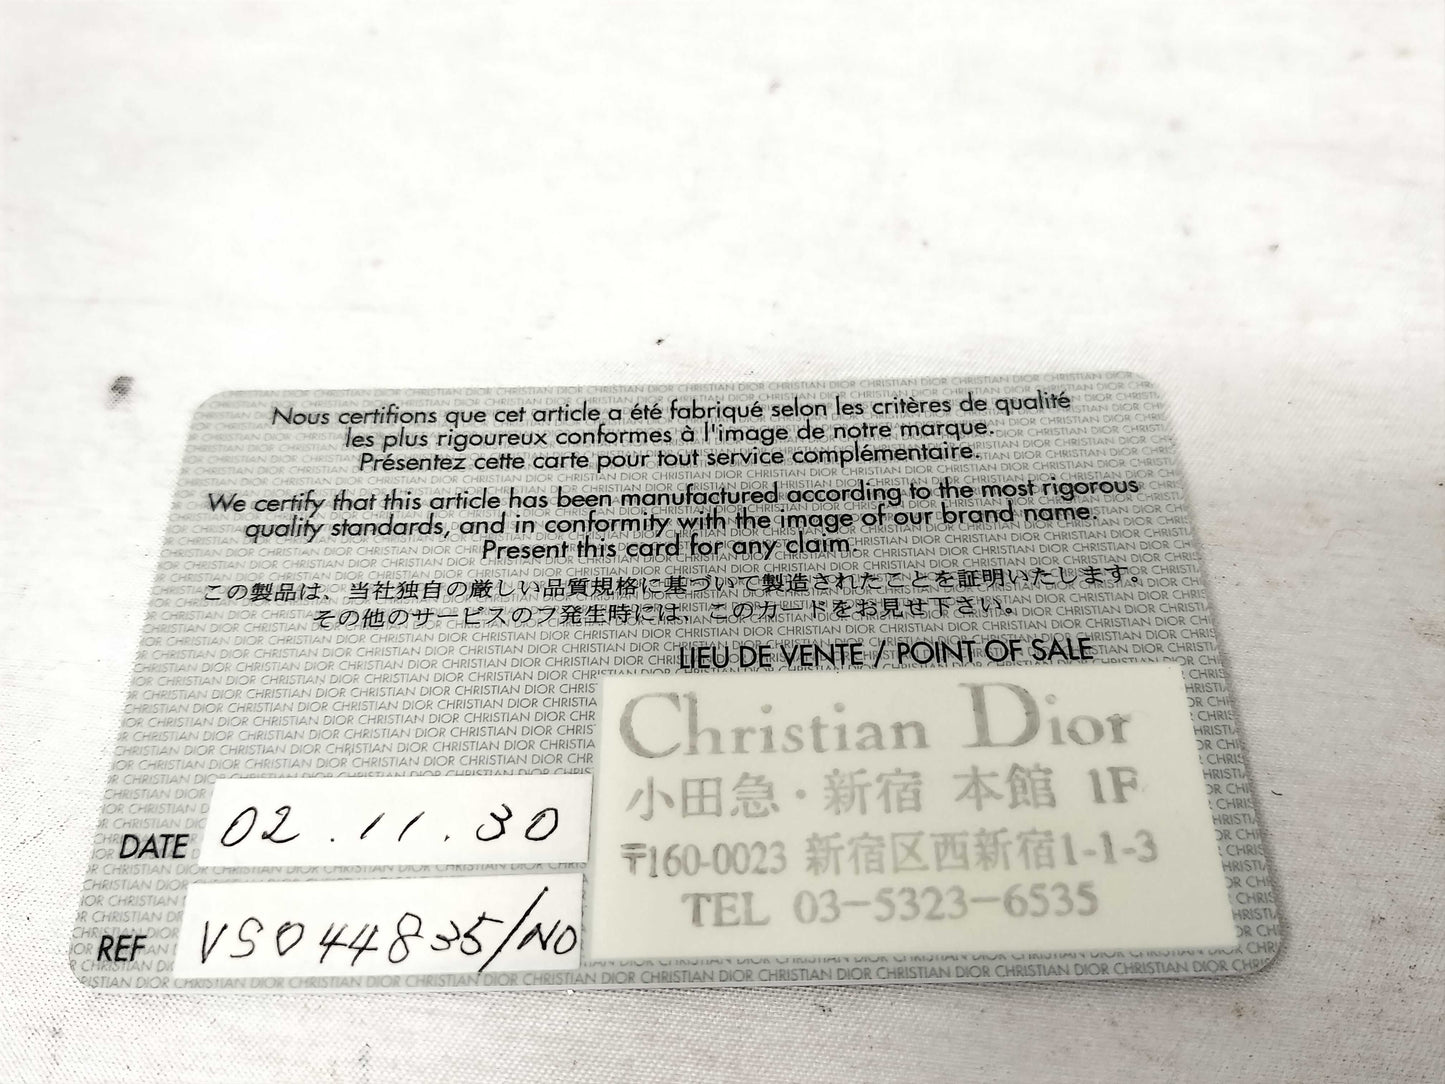 Nous certifions que cet article a été fabriqué selon les critères de qualité
les plus rigoureux conformes à l'image de notre marque.
Présentez cette carte pour tout service complémentaire.
We certify that this article has been manufactured according to the most rigorous
quality standards, and in conformity with the image of our brand name.
Present this card for any claim.
この製品は、当社独自の厳しい品質規格に基づいて製造されたことを証明いたします。
その他のサービスのフ発生時には、このカードをお見せ下さい。
LIEU DE VENTE / POINT OF SALE
Christian Dior
小田急・新宿 本館 1F
〒160-0023 新宿区西新宿1-1-3
TEL 03-5323-6535
DATE 02.11.30
REF VS044835/NO